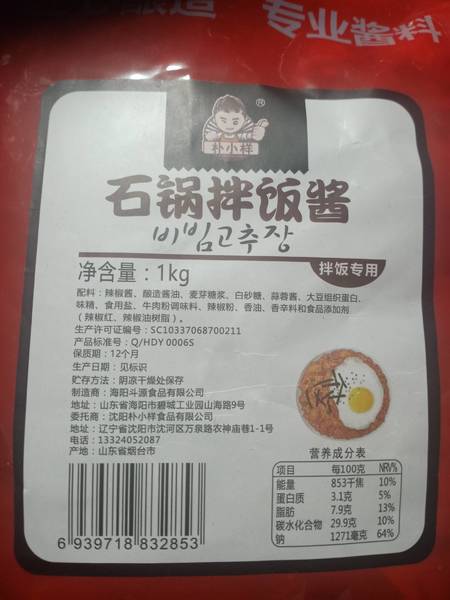 专业酱料
®
朴小样
石锅拌饭酱
비빔고추장
净含量：1kg
拌饭专用
配料：辣椒酱、酿造酱油、麦芽糖浆、白砂糖、蒜蓉酱、大豆组织蛋白、
味精、食用盐、牛肉粉调味料、辣椒粉、香油、香辛料和食品添加剂
（辣椒红、辣椒油树脂）。
生产许可证编号：SC10337068700211
产品标准号：Q/HDY 0006S
保质期：12个月
生产日期：见标识
贮存方法：阴凉干燥处保存
制造商：海阳斗源食品有限公司
地址：山东省海阳市碧城工业园山海路9号
委托商：沈阳朴小样食品有限公司
地址：辽宁省沈阳市沈河区万泉路农神庙巷1-1号
电话：13324052087
产地：山东省烟台市
营养成分表
项目 每100克 NRV%
能量 853千焦 10%
蛋白质 3.1克 5%
脂肪 7.9克 13%
碳水化合物 29.9克 10%
钠 1271毫克 64%
6 939718 832853